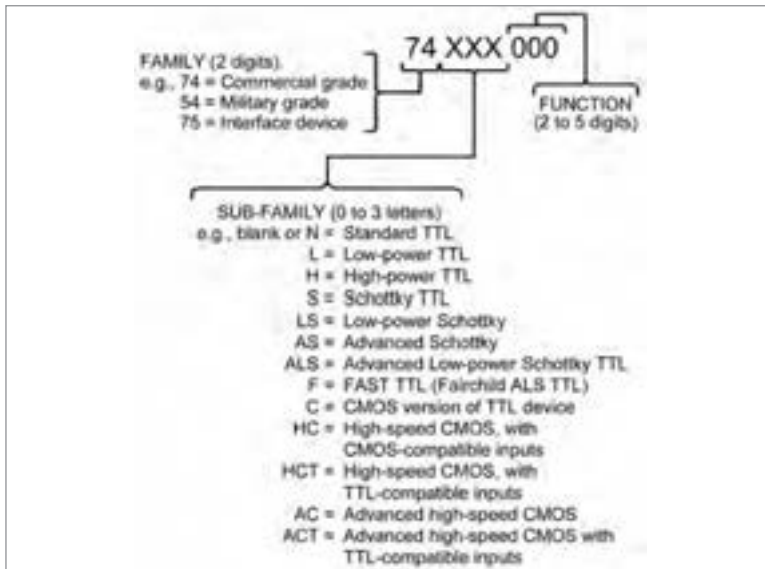 74 XXX 000
FAMILY (2 digits).
e.g., 74 = Commercial grade
54 = Military grade
75 = Interface device
FUNCTION
(2 to 5 digits)
SUB-FAMILY (0 to 3 letters)
e.g., blank or N = Standard TTL
L = Low-power TTL
H = High-power TTL
S = Schottky TTL
LS = Low-power Schottky
AS = Advanced Schottky
ALS = Advanced Low-power Schottky TTL
F = FAST TTL (Fairchild ALS TTL)
C = CMOS version of TTL device
HC = High-speed CMOS, with
CMOS-compatible inputs
HCT = High-speed CMOS, with
TTL-compatible inputs
AC = Advanced high-speed CMOS
ACT = Advanced high-speed CMOS with
TTL-compatible inputs